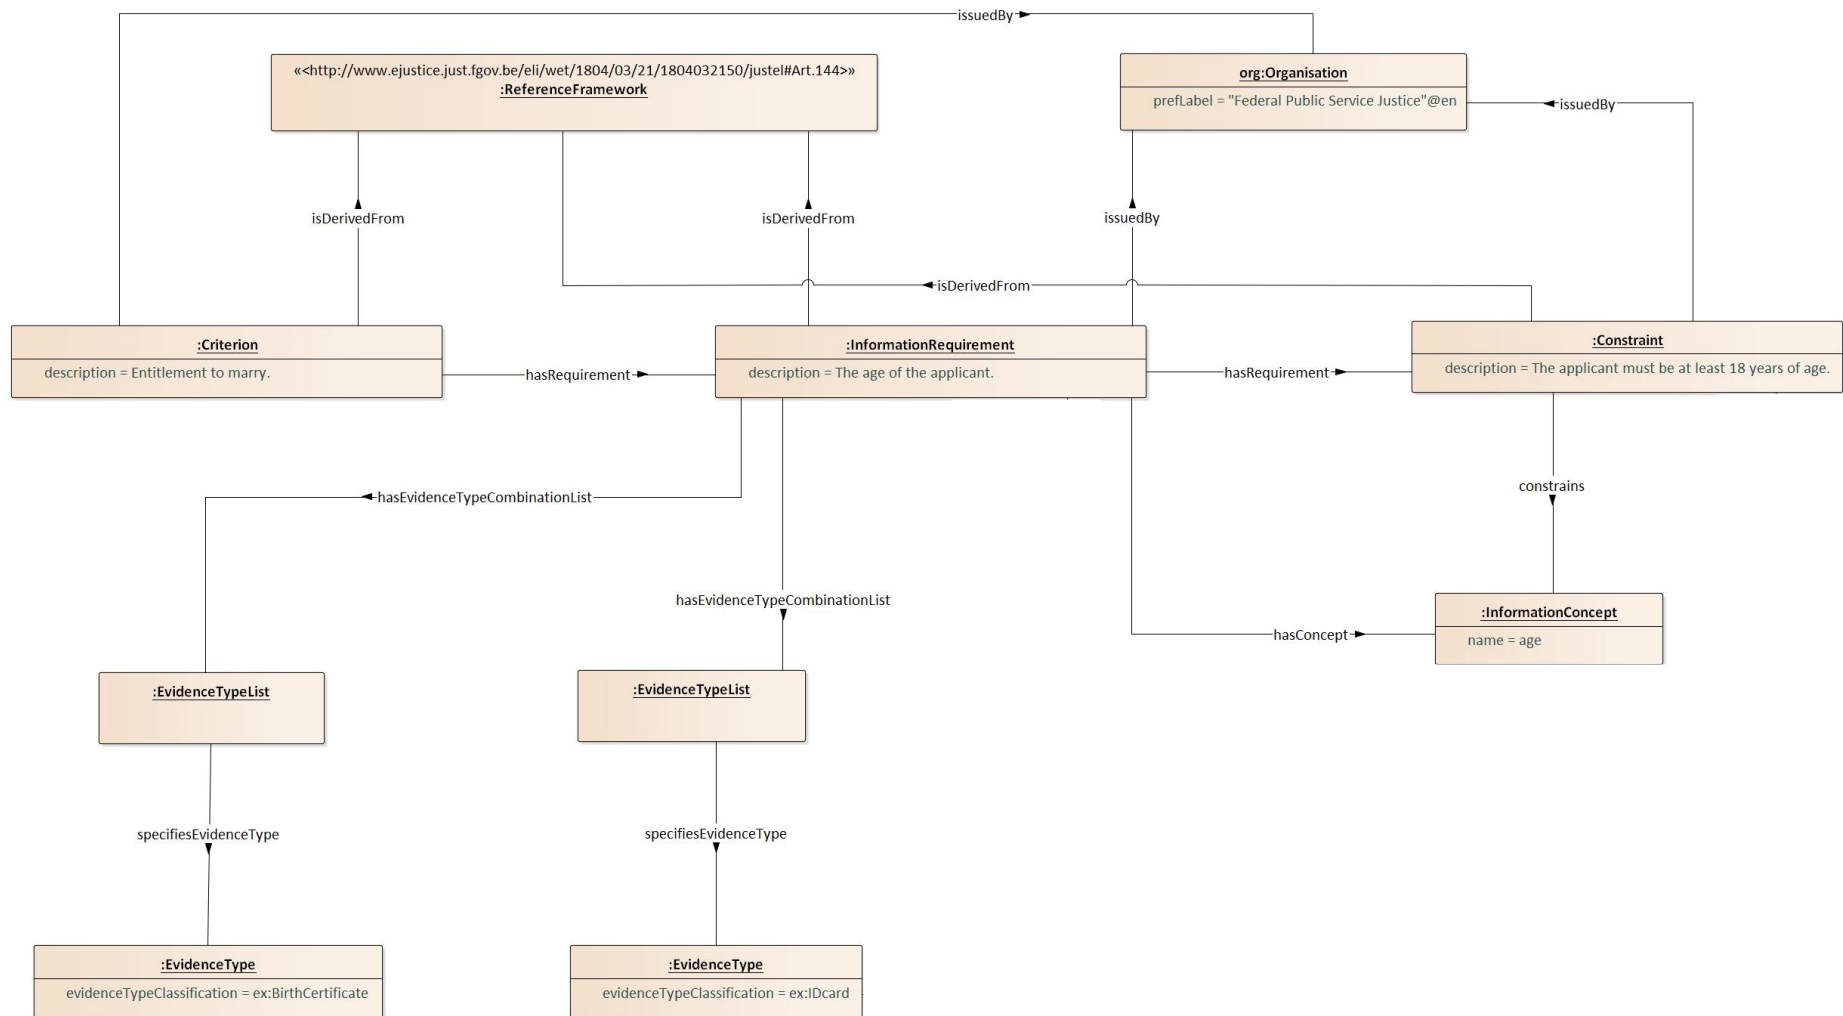 issuedBy
«<http://www.ejustice.just.fgov.be/eli/wet/1804/03/21/1804032150/justel#Art.144>»
:ReferenceFramework
org:Organisation
prefLabel = "Federal Public Service Justice"@en
issuedBy
isDerivedFrom
isDerivedFrom
issuedBy
isDerivedFrom
:Criterion
description = Entitlement to marry.
hasRequirement
:InformationRequirement
description = The age of the applicant.
hasRequirement
:Constraint
description = The applicant must be at least 18 years of age.
hasEvidenceTypeCombinationList
constrains
hasEvidenceTypeCombinationList
hasConcept
:InformationConcept
name = age
:EvidenceTypeList
:EvidenceTypeList
specifiesEvidenceType
specifiesEvidenceType
:EvidenceType
evidenceTypeClassification = ex:BirthCertificate
:EvidenceType
evidenceTypeClassification = ex:IDcard